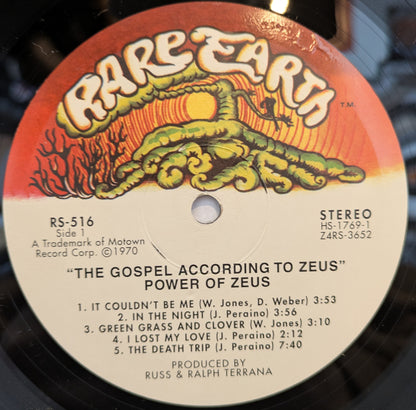 RARE EARTH
T.M.
RS-516
Side 1
A Trademark of Motown
Record Corp. ©1970
STEREO
HS-1769-1
Z4RS-3652
"THE GOSPEL ACCORDING TO ZEUS"
POWER OF ZEUS
1. IT COULDN'T BE ME (W. Jones, D. Weber) 3:53
2. IN THE NIGHT (J. Peraino) 3:56
3. GREEN GRASS AND CLOVER (W. Jones) 3:10
4. I LOST MY LOVE (J. Peraino) 2:12
5. THE DEATH TRIP (J. Peraino) 7:40
PRODUCED BY
RUSS & RALPH TERRANA